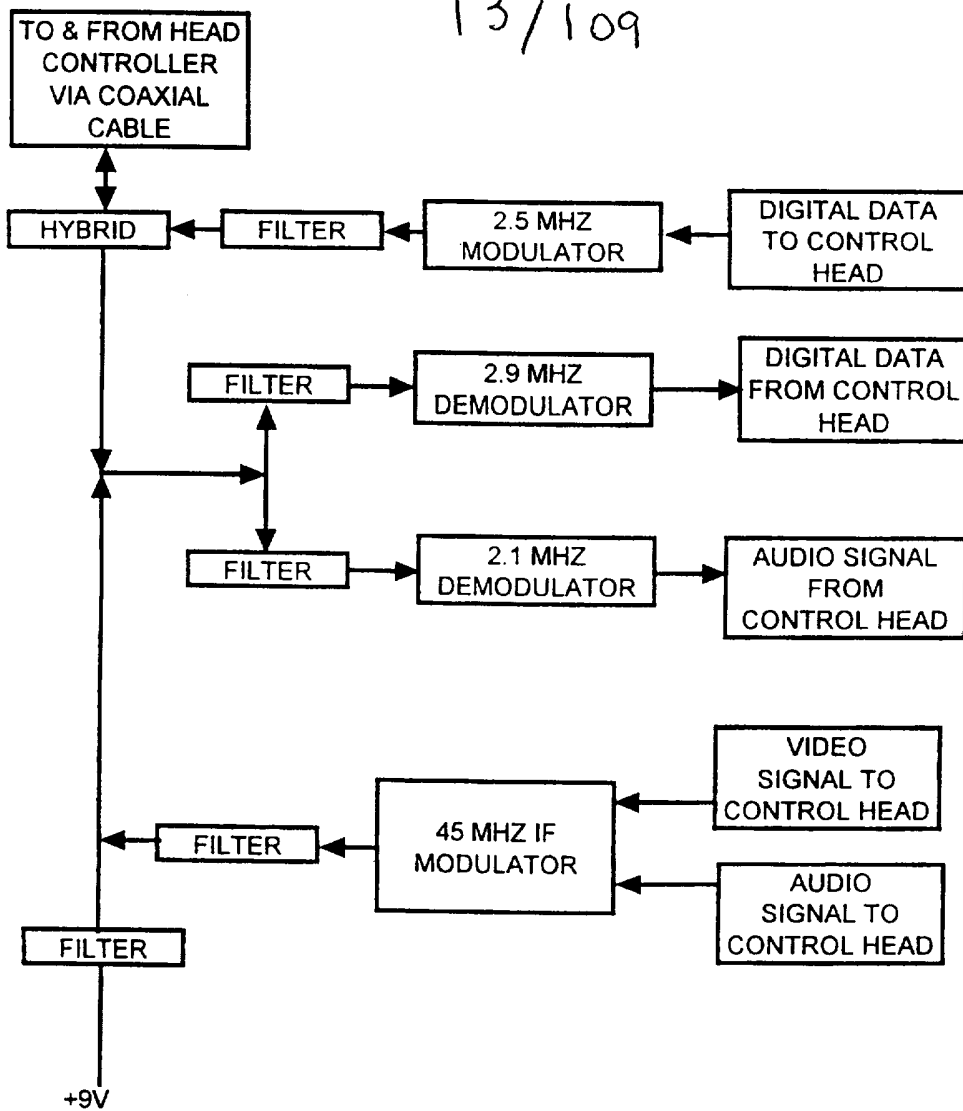 13/109
TO & FROM HEAD
CONTROLLER
VIA COAXIAL
CABLE
HYBRID
FILTER
2.5 MHZ
MODULATOR
DIGITAL DATA
TO CONTROL
HEAD
FILTER
2.9 MHZ
DEMODULATOR
DIGITAL DATA
FROM CONTROL
HEAD
FILTER
2.1 MHZ
DEMODULATOR
AUDIO SIGNAL
FROM
CONTROL HEAD
VIDEO
SIGNAL TO
CONTROL HEAD
FILTER
45 MHZ IF
MODULATOR
AUDIO
SIGNAL TO
CONTROL HEAD
FILTER
+9V